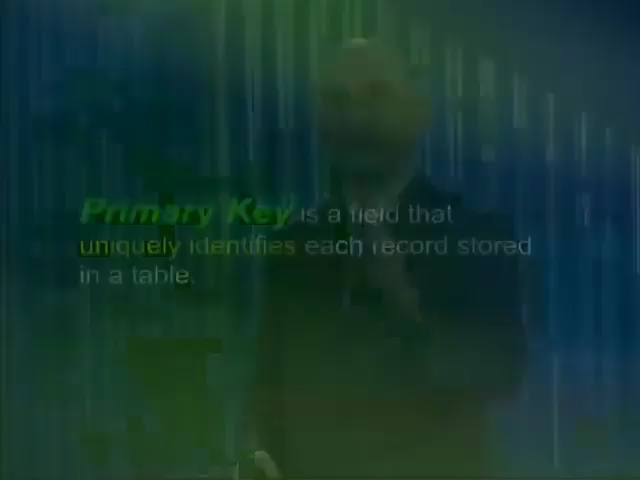 Primary Key is a field that
uniquely identifies each record stored
in a table.